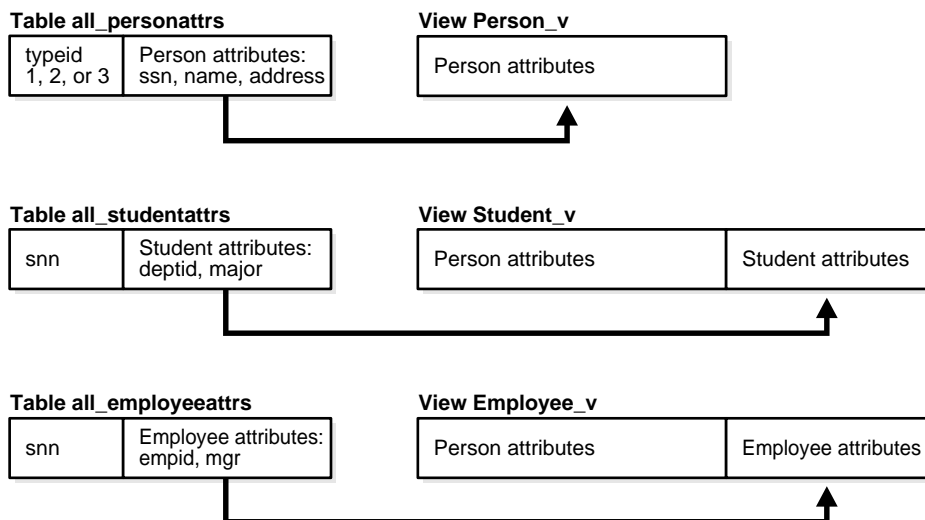 Table all_personattrs
View Person_v
typeid
1, 2, or 3
Person attributes:
ssn, name, address
Person attributes
Table all_studentattrs
View Student_v
snn
Student attributes:
deptid, major
Person attributes
Student attributes
Table all_employeeattrs
View Employee_v
snn
Employee attributes:
empid, mgr
Person attributes
Employee attributes